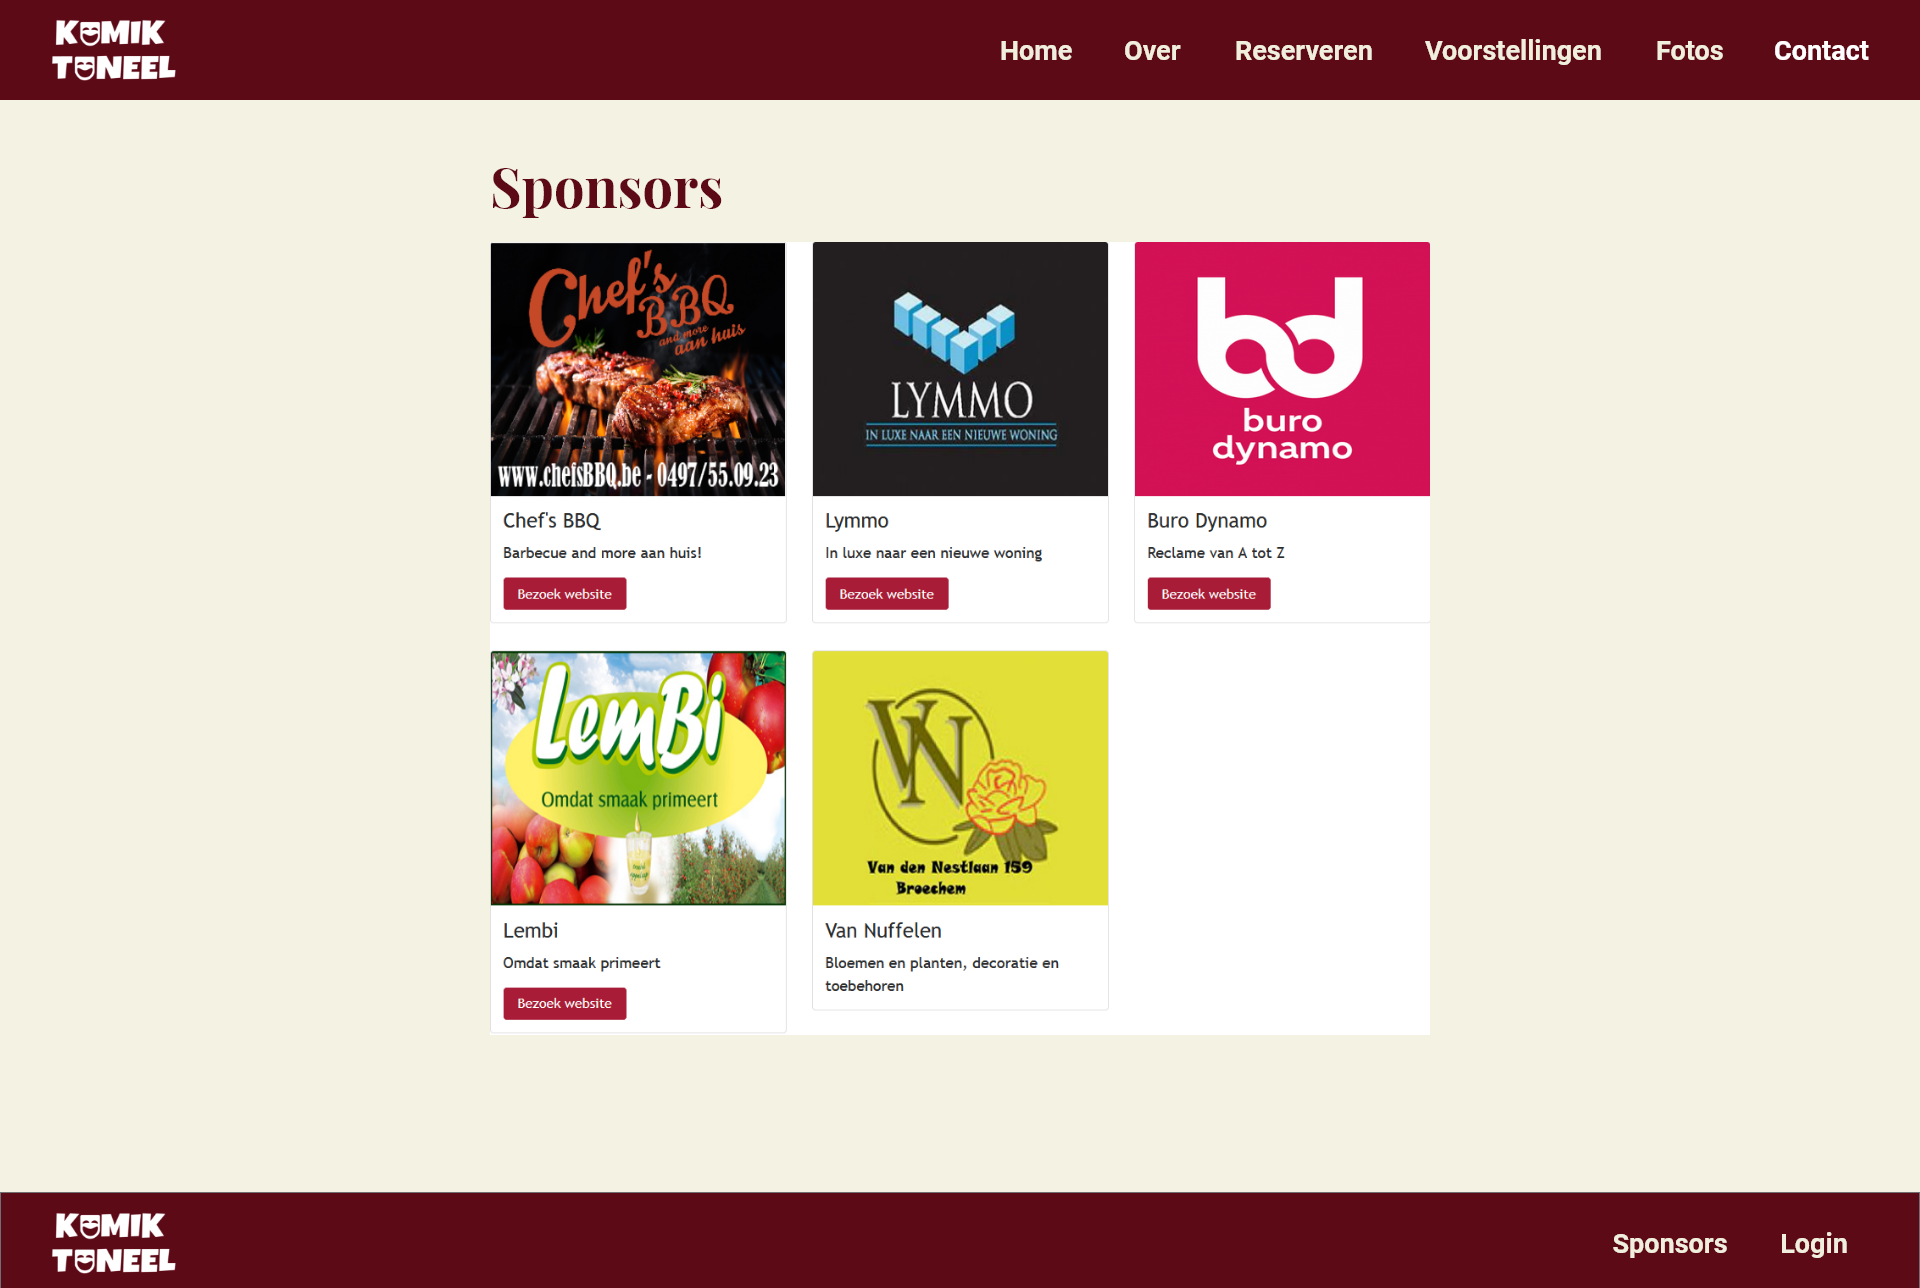 KOMIK
TONEEL
Home Over Reserveren Voorstellingen Fotos Contact
Sponsors
Chef's
BBQ
and more
aan huis
www.chefsBBQ.be - 0497/55.09.23
Chef's BBQ
Barbecue and more aan huis!
Bezoek website
LYMMO
IN LUXE NAAR EEN NIEUWE WONING
Lymmo
In luxe naar een nieuwe woning
Bezoek website
bd
buro
dynamo
Buro Dynamo
Reclame van A tot Z
Bezoek website
LemBi
Omdat smaak primeert
Lembi
Omdat smaak primeert
Bezoek website
VN
Van den Nestlaan 159
Broechem
Van Nuffelen
Bloemen en planten, decoratie en
toebehoren
KOMIK
TONEEL
Sponsors Login